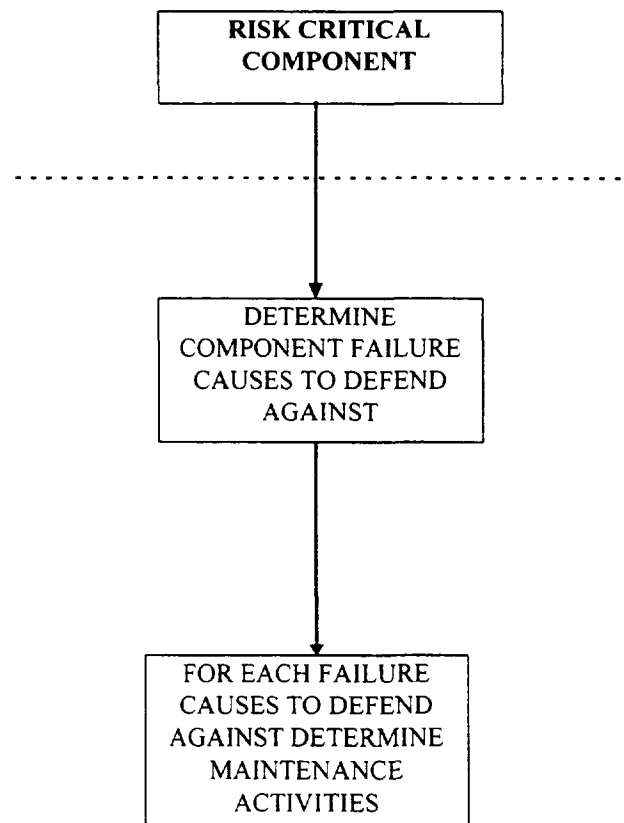 RISK CRITICAL
COMPONENT
DETERMINE
COMPONENT FAILURE
CAUSES TO DEFEND
AGAINST
FOR EACH FAILURE
CAUSES TO DEFEND
AGAINST DETERMINE
MAINTENANCE
ACTIVITIES